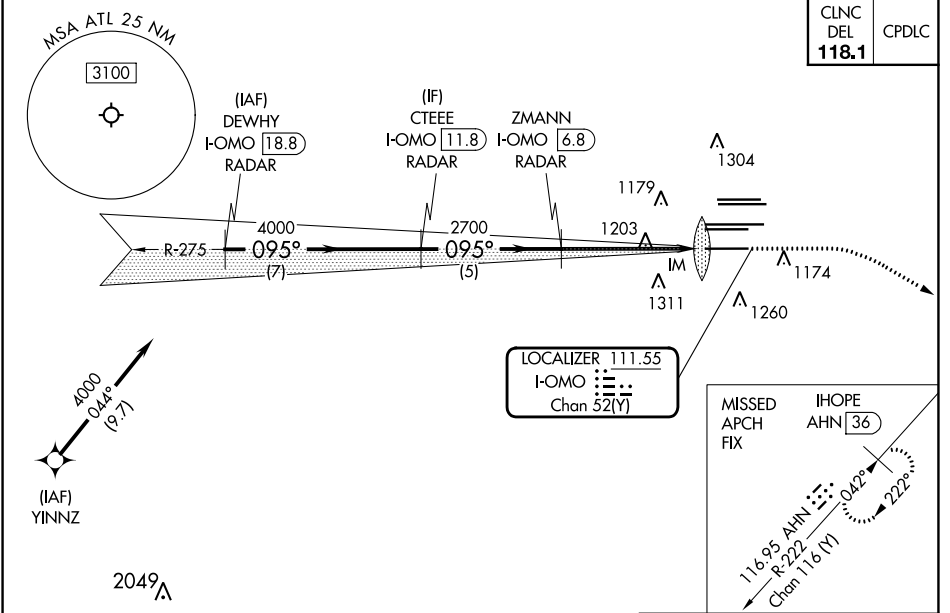 MSA ATL 25 NM
3100
CLNC
DEL
118.1
CPDLC
(IAF)
DEWHY
I-OMO 18.8
RADAR
(IF)
CTEEE
I-OMO 11.8
RADAR
ZMANN
I-OMO 6.8
RADAR
1304
1179
1203
4000
2700
R-275
095°
095°
(7)
(5)
IM
1174
1311
1260
LOCALIZER 111.55
I-OMO
Chan 52(Y)
4000
044°
(9.7)
(IAF)
YINNZ
2049
MISSED
APCH
FIX
IHOPE
AHN 36
042°
222°
116.95 AHN
R-222
Chan 116 (Y)